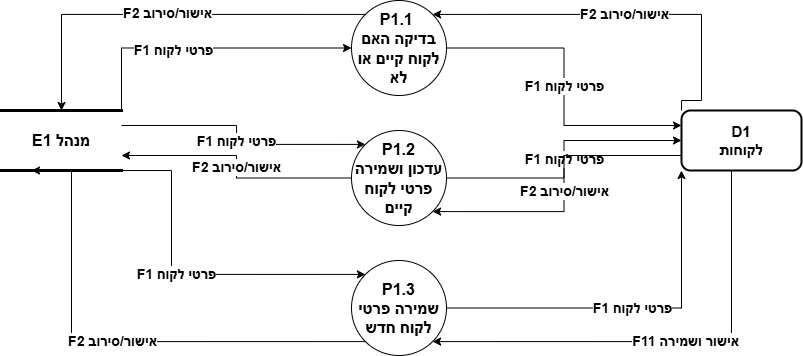 אישור/סירוב F2
P1.1
בדיקה האם
לקוח קיים או
לא
אישור/סירוב F2
פרטי לקוח F1
פרטי לקוח F1
מנהל E1
D1
לקוחות
פרטי לקוח F1
P1.2
עדכון ושמירה
פרטי לקוח
קיים
פרטי לקוח F1
אישור/סירוב F2
אישור/סירוב F2
פרטי לקוח F1
P1.3
שמירה פרטי
לקוח חדש
פרטי לקוח F1
אישור/סירוב F2
אישור ושמירה F11